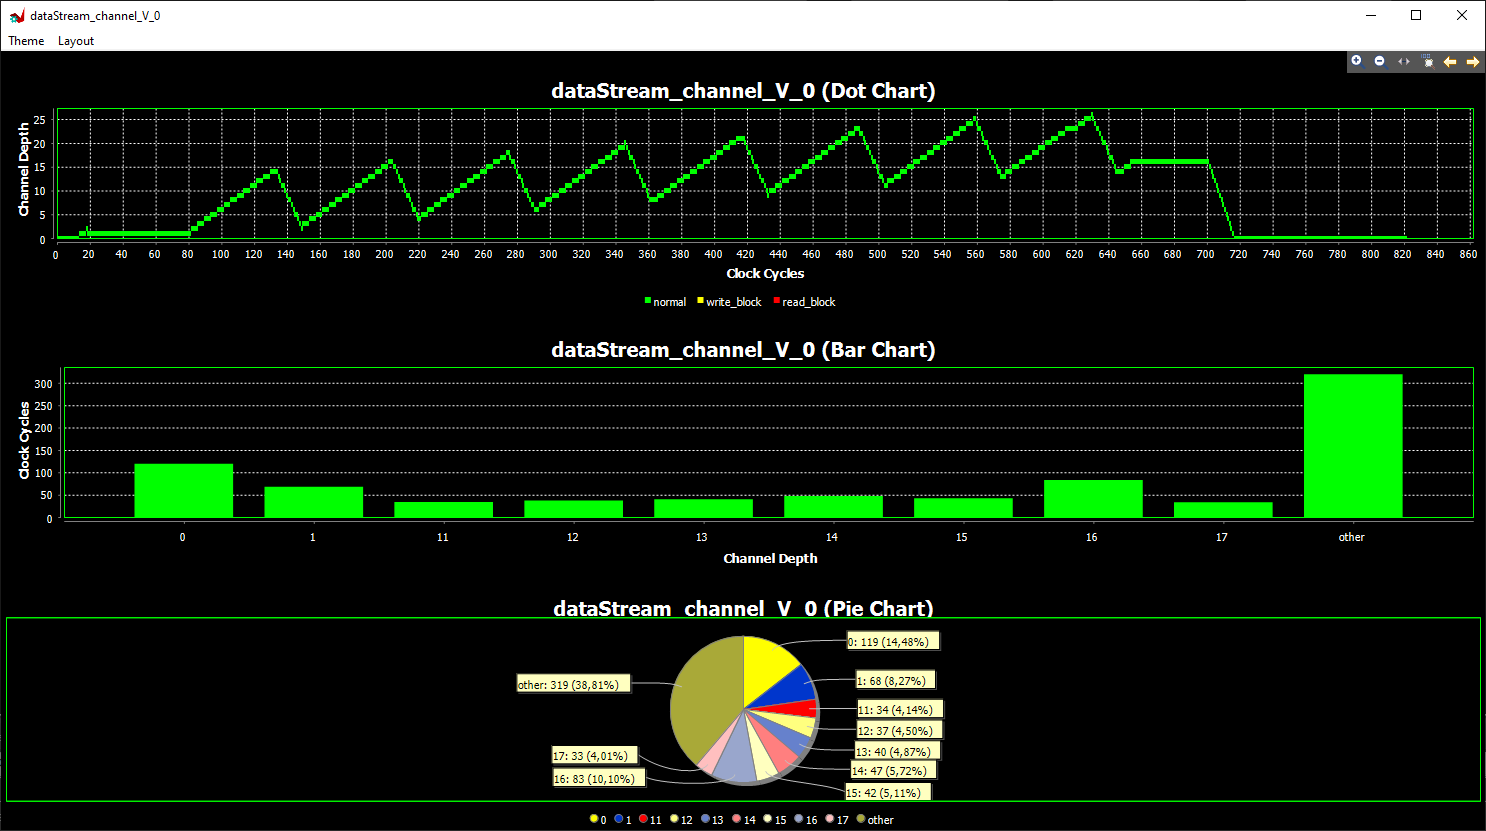 dataStream_channel_V_0
Theme Layout
dataStream_channel_V_0 (Dot Chart)
Channel Depth
25
20
15
10
5
0
0 20 40 60 80 100 120 140 160 180 200 220 240 260 280 300 320 340 360 380 400 420 440 460 480 500 520 540 560 580 600 620 640 660 680 700 720 740 760 780 800 820 840 860
Clock Cycles
normal write_block read_block
dataStream_channel_V_0 (Bar Chart)
Clock Cycles
300
250
200
150
100
50
0
0 1 11 12 13 14 15 16 17 other
Channel Depth
dataStream_channel_V_0 (Pie Chart)
0: 119 (14,48%)
other: 319 (38,81%)
1: 68 (8,27%)
11: 34 (4,14%)
12: 37 (4,50%)
13: 40 (4,87%)
17: 33 (4,01%)
14: 47 (5,72%)
16: 83 (10,10%)
15: 42 (5,11%)
0 1 11 12 13 14 15 16 17 other